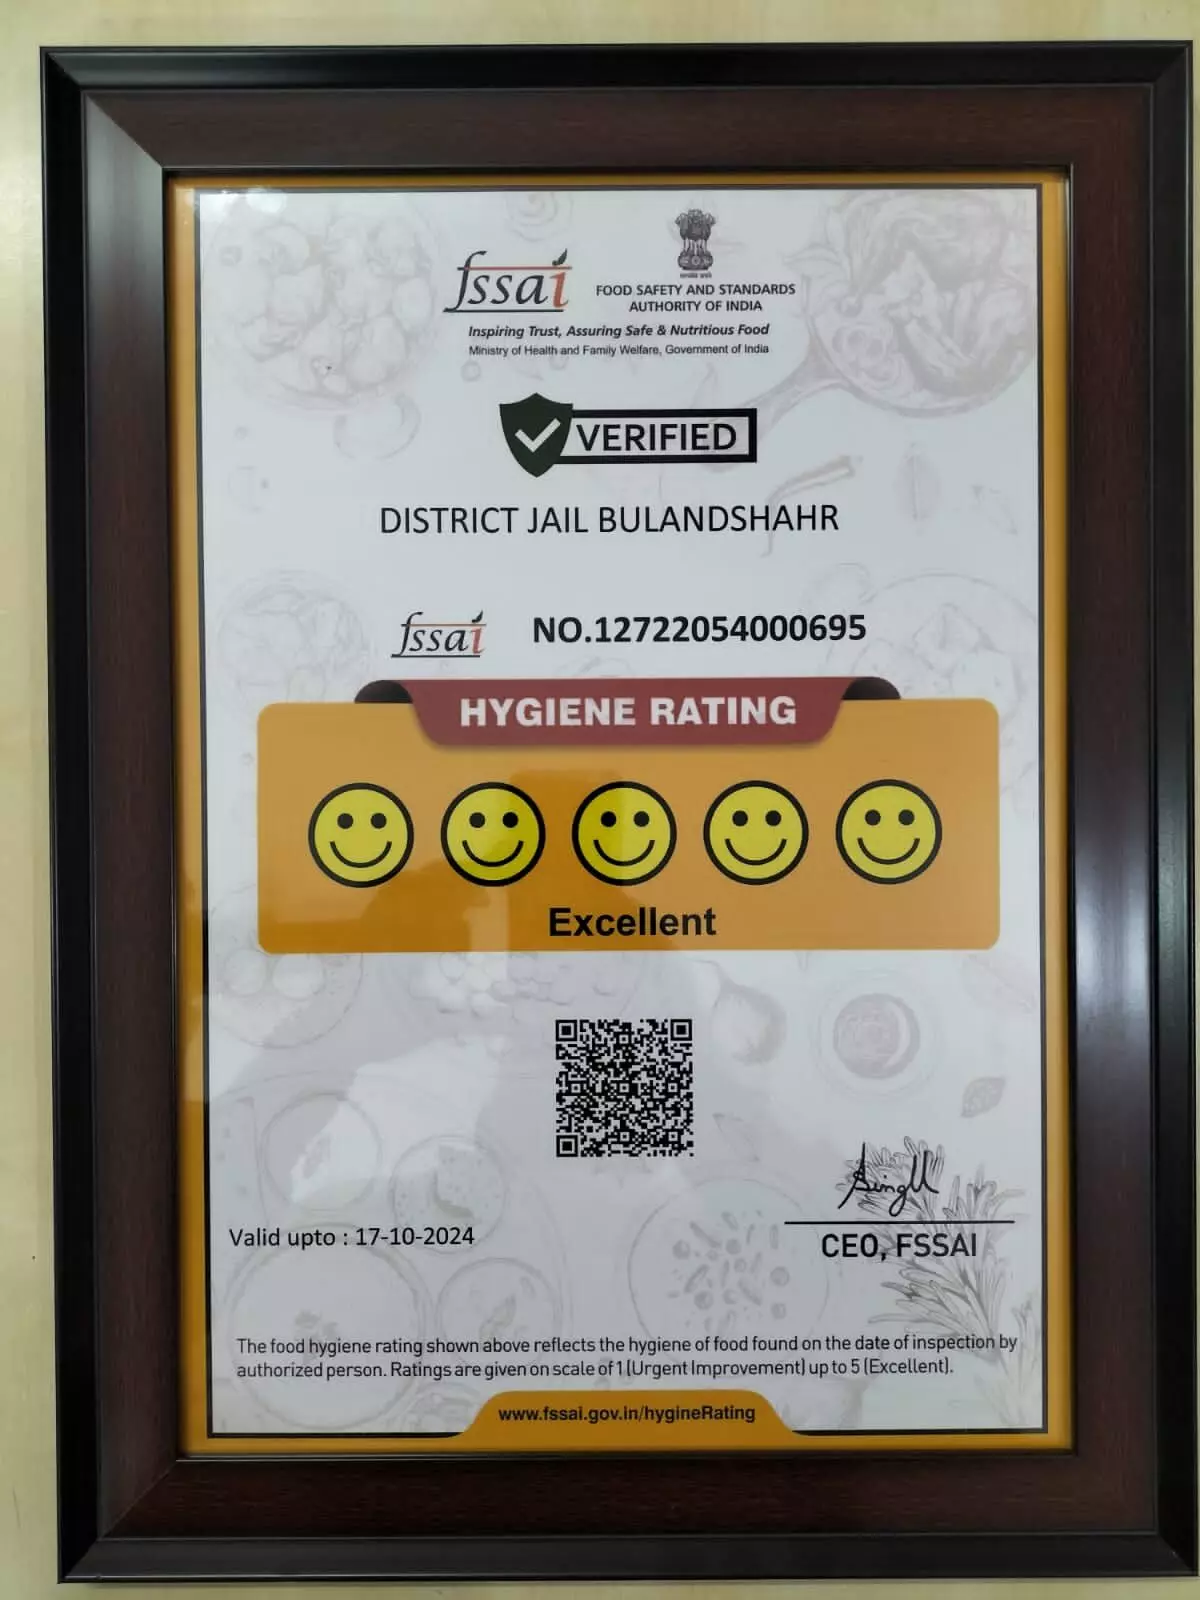 fssai
FOOD SAFETY AND STANDARDS
AUTHORITY OF INDIA
Inspiring Trust, Assuring Safe & Nutritious Food
Ministry of Health and Family Welfare, Government of India
VERIFIED
DISTRICT JAIL BULANDSHAHR
fssai NO.12722054000695
HYGIENE RATING
Excellent
Singh
Valid upto : 17-10-2024
CEO, FSSAI
The food hygiene rating shown above reflects the hygiene of food found on the date of inspection by
authorized person. Ratings are given on scale of 1 (Urgent Improvement) up to 5 (Excellent).
www.fssai.gov.in/hygineRating